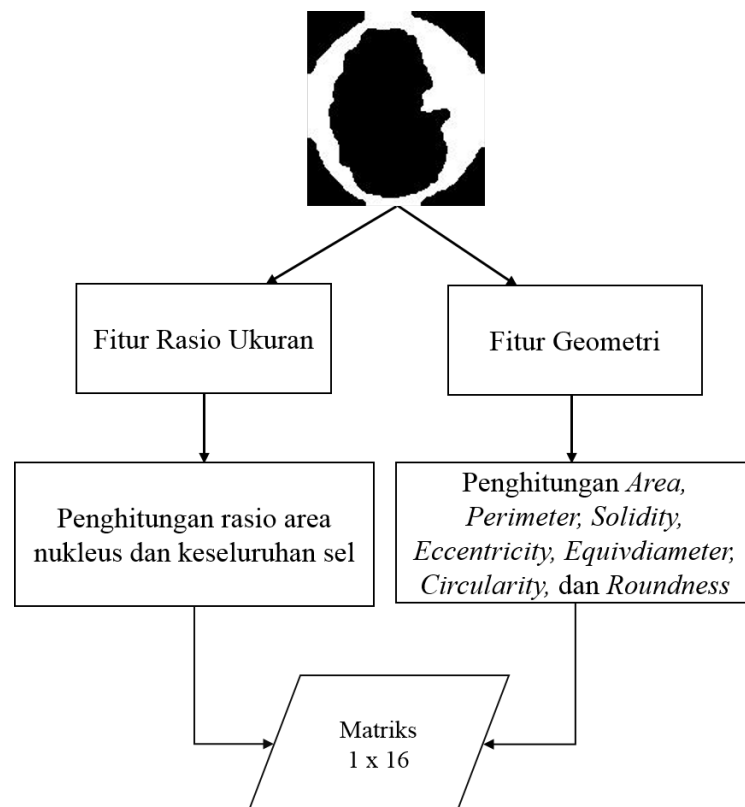 Fitur Rasio Ukuran
Fitur Geometri
Penghitungan rasio area
nukleus dan keseluruhan sel
Penghitungan Area,
Perimeter, Solidity,
Eccentricity, Equivdiameter,
Circularity, dan Roundness
Matriks
1 x 16